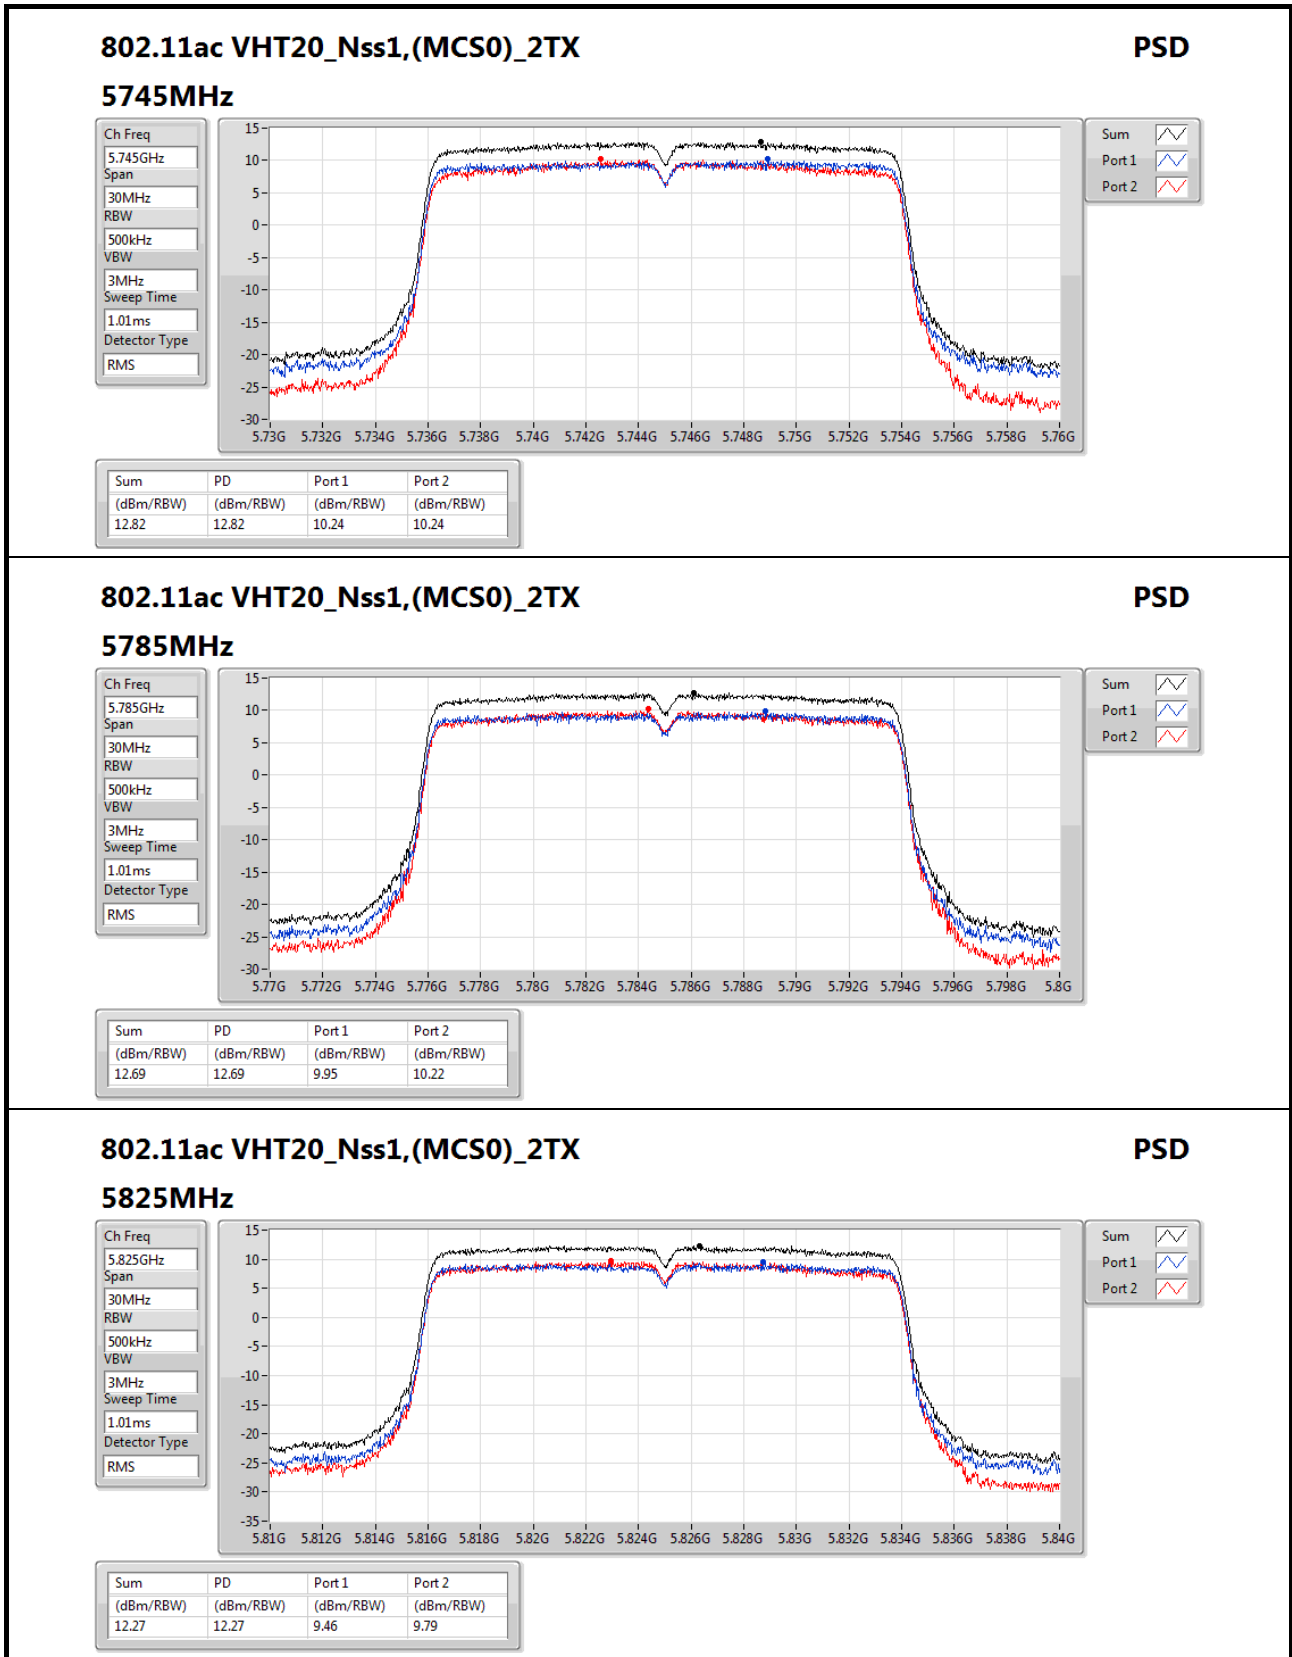 802.11ac VHT20_Nss1,(MCS0)_2TX PSD
5745MHz
Ch Freq
5.745GHz
Span
30MHz
RBW
500kHz
VBW
3MHz
Sweep Time
1.01ms
Detector Type
RMS
15
10
5
0
-5
-10
-15
-20
-25
-30
5.73G 5.732G 5.734G 5.736G 5.738G 5.74G 5.742G 5.744G 5.746G 5.748G 5.75G 5.752G 5.754G 5.756G 5.758G 5.76G
Sum
Port 1
Port 2
Sum PD Port 1 Port 2
(dBm/RBW) (dBm/RBW) (dBm/RBW) (dBm/RBW)
12.82 12.82 10.24 10.24
802.11ac VHT20_Nss1,(MCS0)_2TX PSD
5785MHz
Ch Freq
5.785GHz
Span
30MHz
RBW
500kHz
VBW
3MHz
Sweep Time
1.01ms
Detector Type
RMS
15
10
5
0
-5
-10
-15
-20
-25
-30
5.77G 5.772G 5.774G 5.776G 5.778G 5.78G 5.782G 5.784G 5.786G 5.788G 5.79G 5.792G 5.794G 5.796G 5.798G 5.8G
Sum
Port 1
Port 2
Sum PD Port 1 Port 2
(dBm/RBW) (dBm/RBW) (dBm/RBW) (dBm/RBW)
12.69 12.69 9.95 10.22
802.11ac VHT20_Nss1,(MCS0)_2TX PSD
5825MHz
Ch Freq
5.825GHz
Span
30MHz
RBW
500kHz
VBW
3MHz
Sweep Time
1.01ms
Detector Type
RMS
15
10
5
0
-5
-10
-15
-20
-25
-30
-35
5.81G 5.812G 5.814G 5.816G 5.818G 5.82G 5.822G 5.824G 5.826G 5.828G 5.83G 5.832G 5.834G 5.836G 5.838G 5.84G
Sum
Port 1
Port 2
Sum PD Port 1 Port 2
(dBm/RBW) (dBm/RBW) (dBm/RBW) (dBm/RBW)
12.27 12.27 9.46 9.79